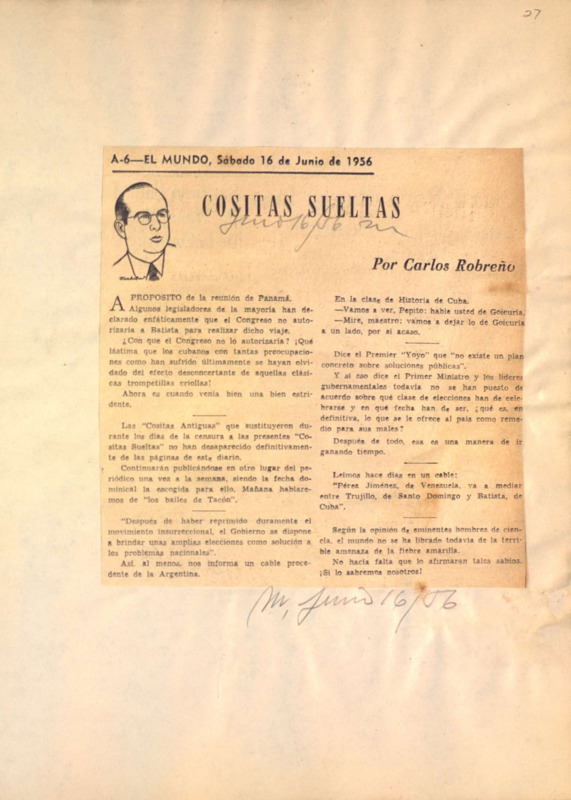 27
A-6—EL MUNDO, Sábado 16 de Junio de 1956
COSITAS SUELTAS
Junio 16/56 m
Por Carlos Robreño
A PROPOSITO de la reunión de Panamá.
Algunos legisladores de la mayoría han de-
clarado enfáticamente que el Congreso no auto-
rizaría a Batista para realizar dicho viaje.
¿Con que el Congreso no lo autorizaría? ¡Qué
lástima que los cubanos con tantas preocupacio-
nes como han sufrido últimamente se hayan olvi-
dado del efecto desconcertante de aquellas clási-
cas trompetillas criollas!
Ahora es cuando venía bien una bien estri-
dente.
Las "Cositas Antiguas" que sustituyeron du-
rante los días de la censura a las presentes "Co-
sitas Sueltas" no han desaparecido definitivamen-
te de las páginas de este diario.
Continuarán publicándose en otro lugar del pe-
riódico una vez a la semana, siendo la fecha do-
minical la escogida para ello. Mañana hablare-
mos de "los bailes de Tacón".
"Después de haber reprimido duramente el
movimiento insurreccional, el Gobierno se dispone
a brindar unas amplias elecciones como solución a
los problemas nacionales".
Así, al menos, nos informa un cable proce-
dente de la Argentina.
En la clase de Historia de Cuba.
—Vamos a ver, Pepito: hable usted de Goicuría.
—Mire, maestro: vamos a dejar lo de Goicuría
a un lado, por si acaso.
Dice el Premier "Yoyo" que "no existe un plan
concreto sobre soluciones públicas".
Y si eso dice el Primer Ministro y los líderes
gubernamentales todavía no se han puesto de
acuerdo sobre qué clase de elecciones han de cele-
brarse y en qué fecha han de ser, ¿qué es, en
definitiva, lo que se le ofrece al país como reme-
dio para sus males?
Después de todo, esa es una manera de ir
ganando tiempo.
Leímos hace días en un cable:
"Pérez Jiménez, de Venezuela, va a mediar
entre Trujillo, de Santo Domingo y Batista, de
Cuba".
Según la opinión de eminentes hombres de cien-
cia, el mundo no se ha librado todavía de la terri-
ble amenaza de la fiebre amarilla.
No hacía falta que lo afirmaran tales sabios.
¡Si lo sabremos nosotros!
M, Junio 16/56